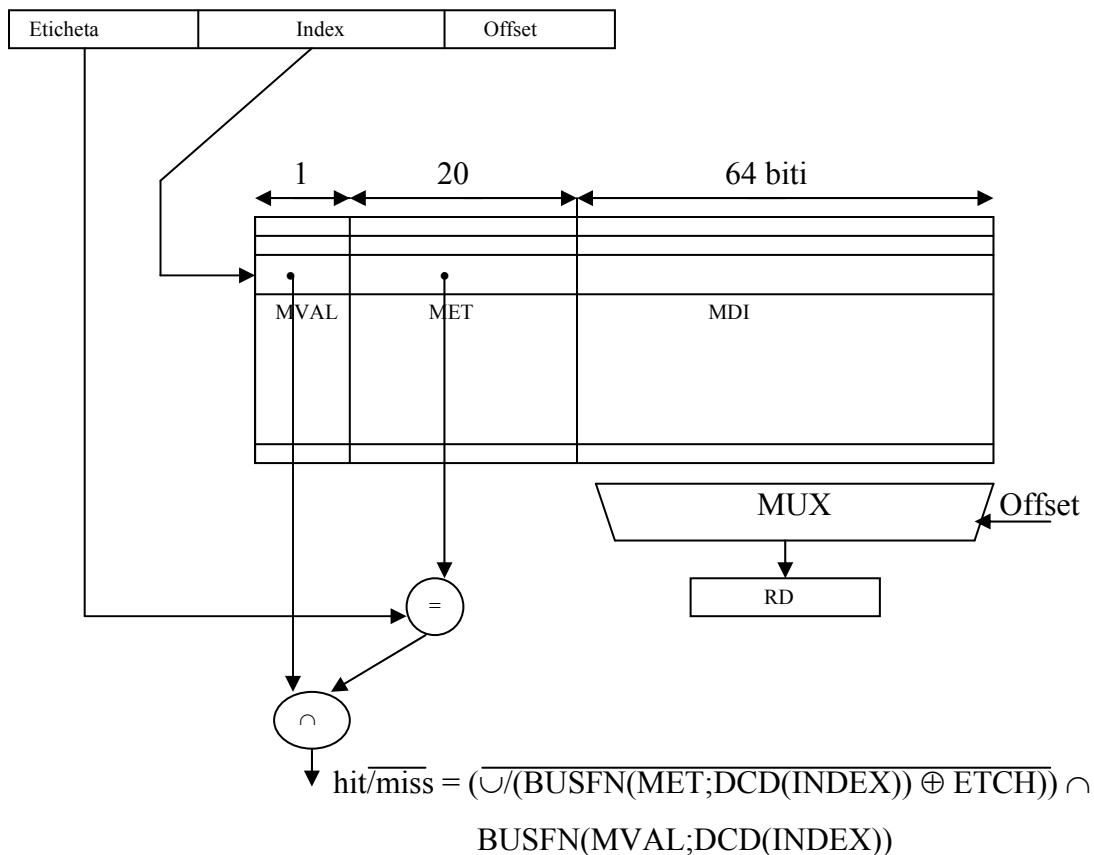 Eticheta Index Offset
1 20 64 biti
MVAL MET MDI
MUX Offset
RD
=
∩
hit/miss = (∪/(BUSFN(MET;DCD(INDEX)) ⊕ ETCH)) ∩
BUSFN(MVAL;DCD(INDEX))